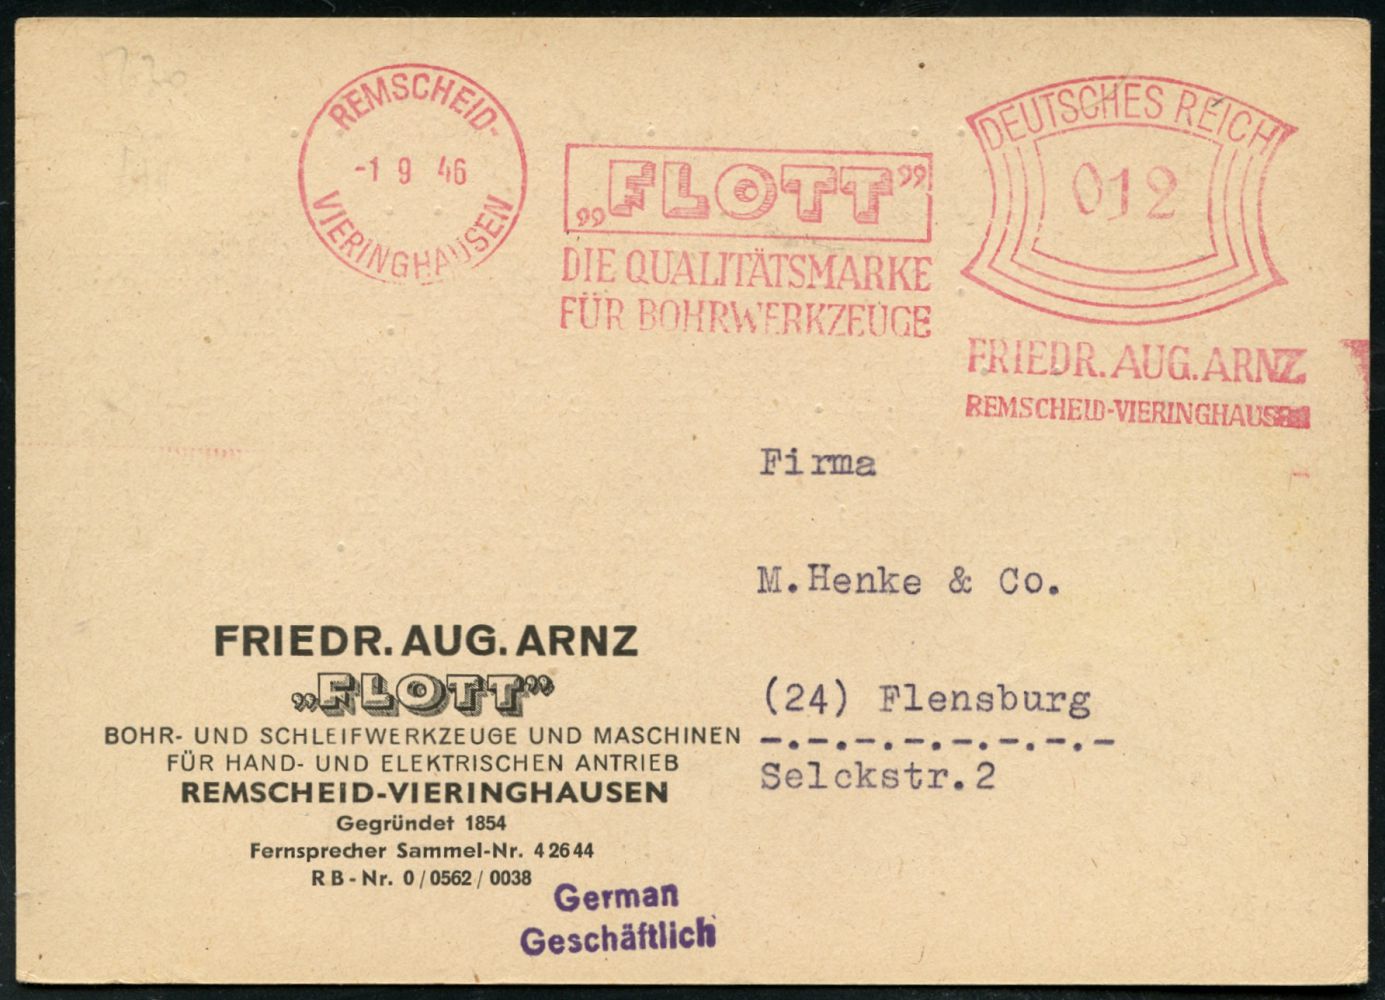 REMSCHEID-
-1 9 46
VIERINGHAUSEN
„FLOTT”
DIE QUALITÄTSMARKE
FÜR BOHRWERKZEUGE
DEUTSCHES REICH
012
FRIEDR. AUG. ARNZ
REMSCHEID-VIERINGHAUSEN
Firma
M.Henke & Co.
(24) Flensburg
-.-.-.-.-.-.-.-
Selckstr.2
FRIEDR. AUG. ARNZ
„FLOTT”
BOHR- UND SCHLEIFWERKZEUGE UND MASCHINEN
FÜR HAND- UND ELEKTRISCHEN ANTRIEB
REMSCHEID-VIERINGHAUSEN
Gegründet 1854
Fernsprecher Sammel-Nr. 42644
RB-Nr. 0/0562/0038
German
Geschäftlich